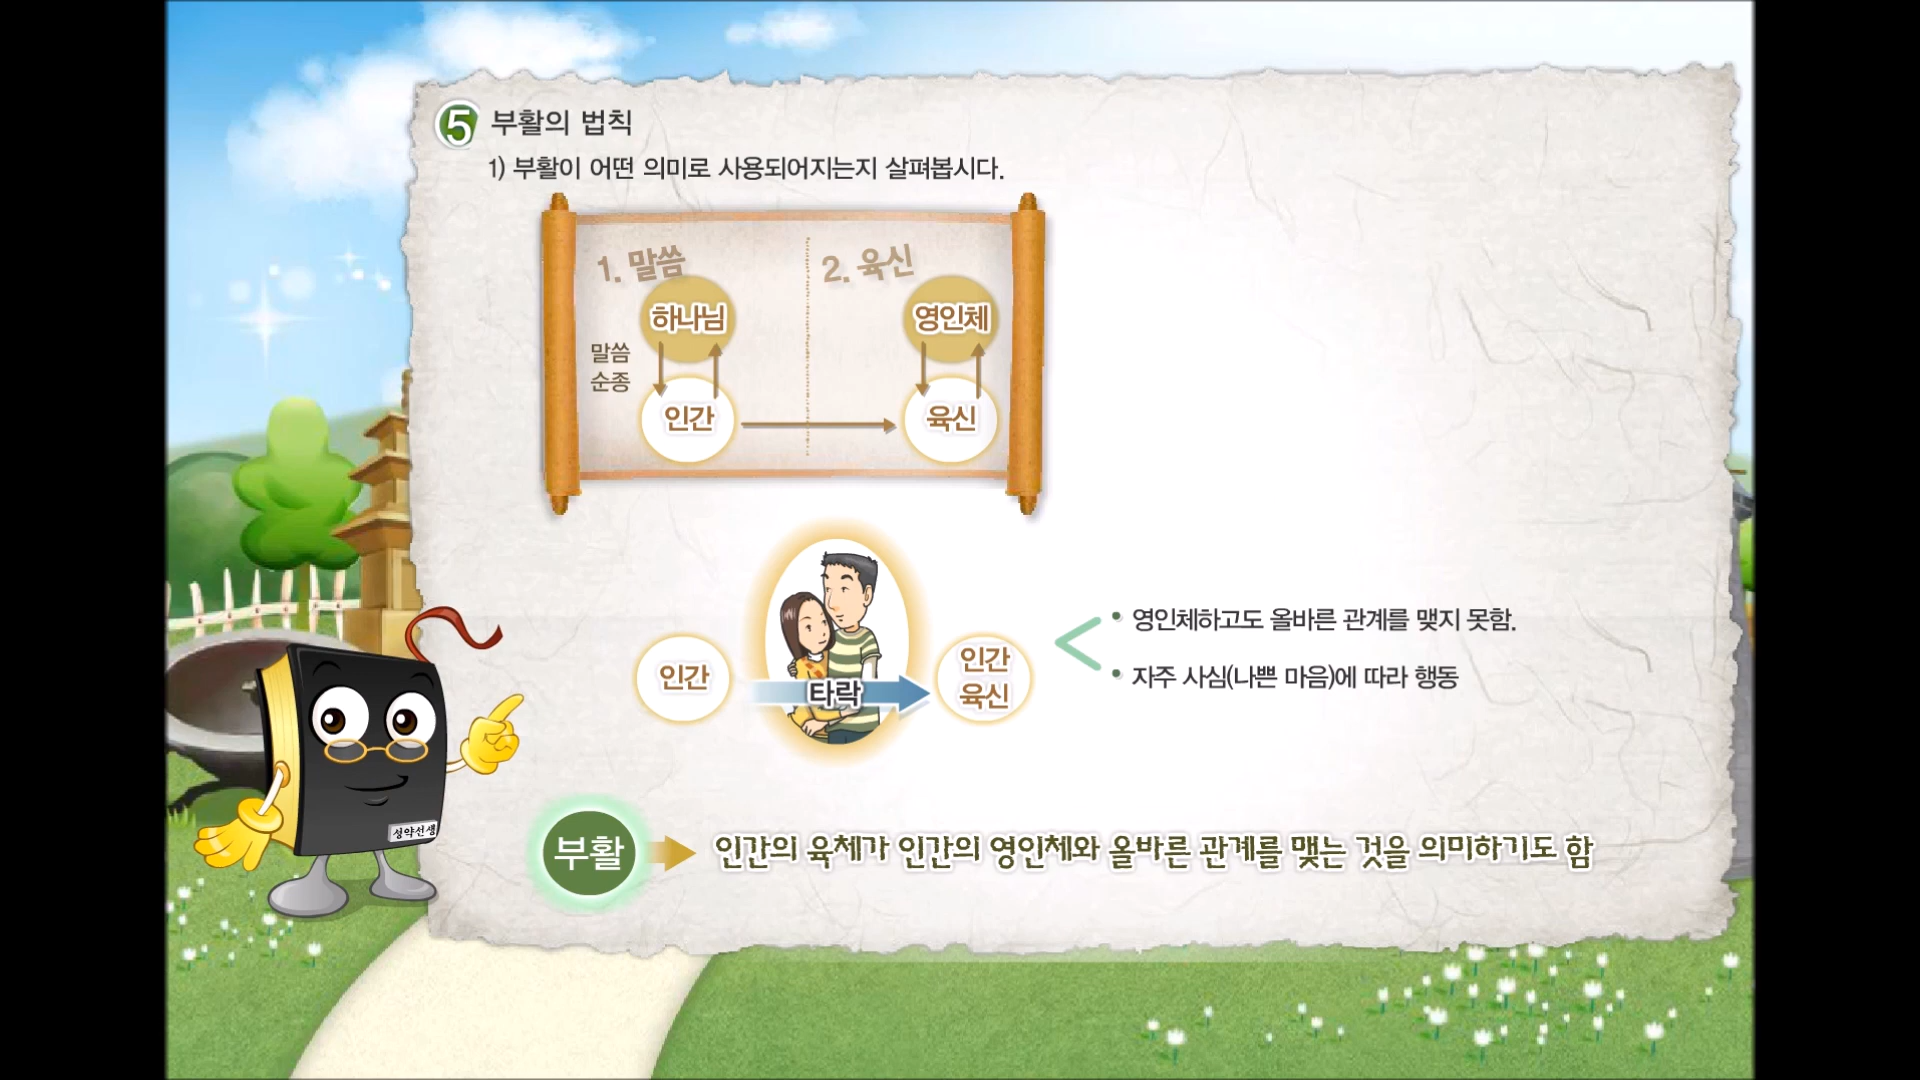 5 부활의 법칙
1) 부활이 어떤 의미로 사용되어지는지 살펴봅시다.
1. 말씀
2. 육신
하나님
영인체
말씀
순종
인간
육신
인간
타락
인간
육신
• 영인체하고도 올바른 관계를 맺지 못함.
• 자주 사심(나쁜 마음)에 따라 행동
성약선생
부활
인간의 육체가 인간의 영인체와 올바른 관계를 맺는 것을 의미하기도 함